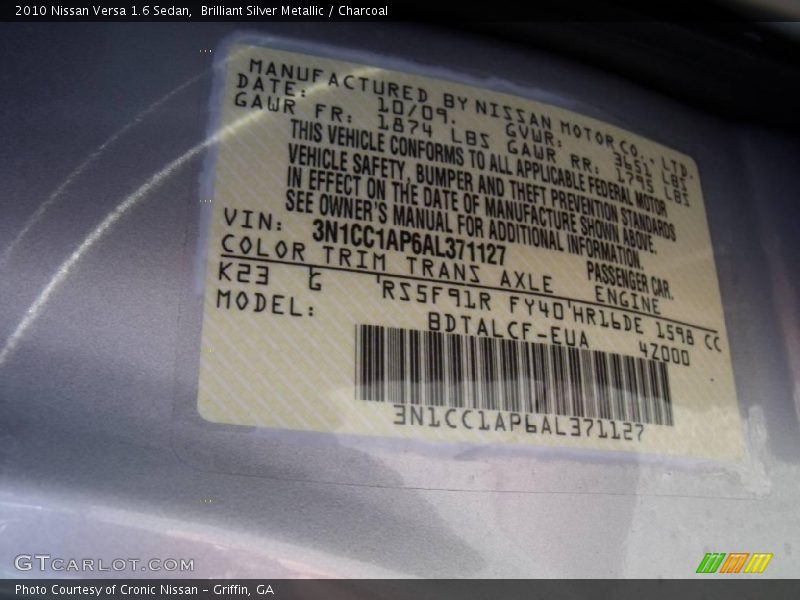 2010 Nissan Versa 1.6 Sedan,  Brilliant Silver Metallic / Charcoal
MANUFACTURED BY NISSAN MOTOR CO., LTD.
DATE: 10/09. GVWR: 3651 LBS
GAWR FR: 1874 LBS GAWR RR: 1795 LBS
THIS VEHICLE CONFORMS TO ALL APPLICABLE FEDERAL MOTOR
VEHICLE SAFETY, BUMPER AND THEFT PREVENTION STANDARDS
IN EFFECT ON THE DATE OF MANUFACTURE SHOWN ABOVE.
SEE OWNER'S MANUAL FOR ADDITIONAL INFORMATION.
VIN: 3N1CC1AP6AL371127 PASSENGER CAR.
COLOR TRIM TRANS AXLE ENGINE
K23 G RS5F91R FY40 HR16DE 1598 CC
MODEL: BDTALCF-EUA 4Z000
3N1CC1AP6AL371127
GTCARLOT.COM
Photo Courtesy of Cronic Nissan - Griffin, GA